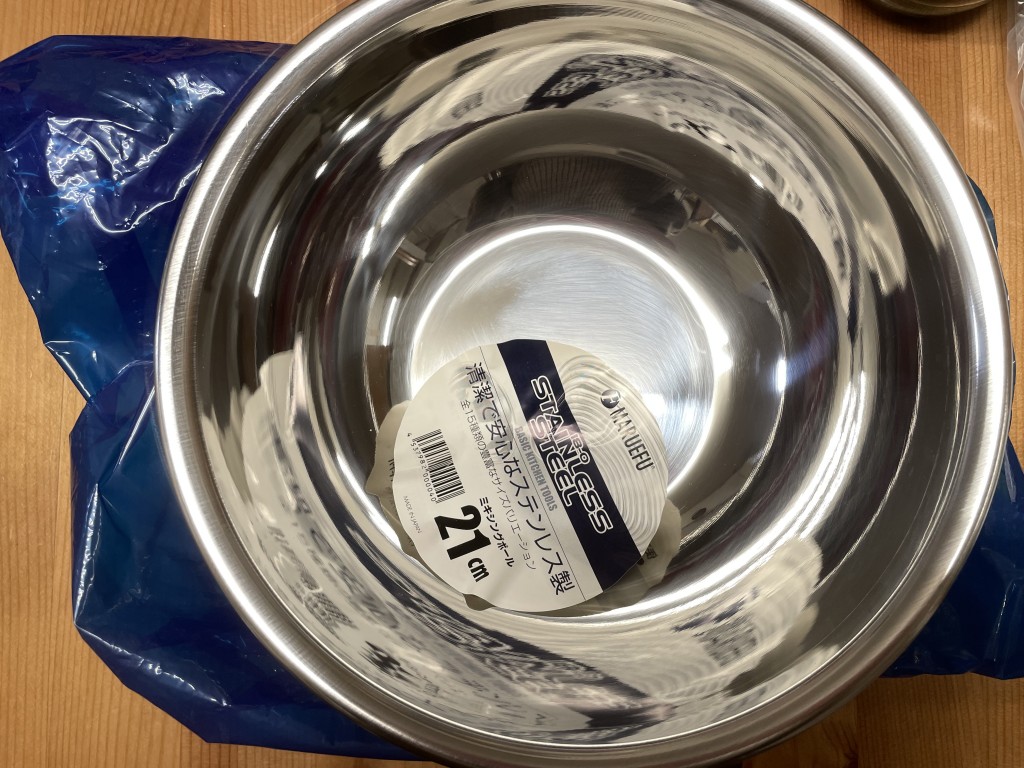 MARUEFU
STAINLESS
STEEL
BASIC KITCHEN TOOLS
清潔で安心なステンレス製
全15種類の豊富なサイズバリエーション
ミキシングボール
21cm
MADE IN JAPAN